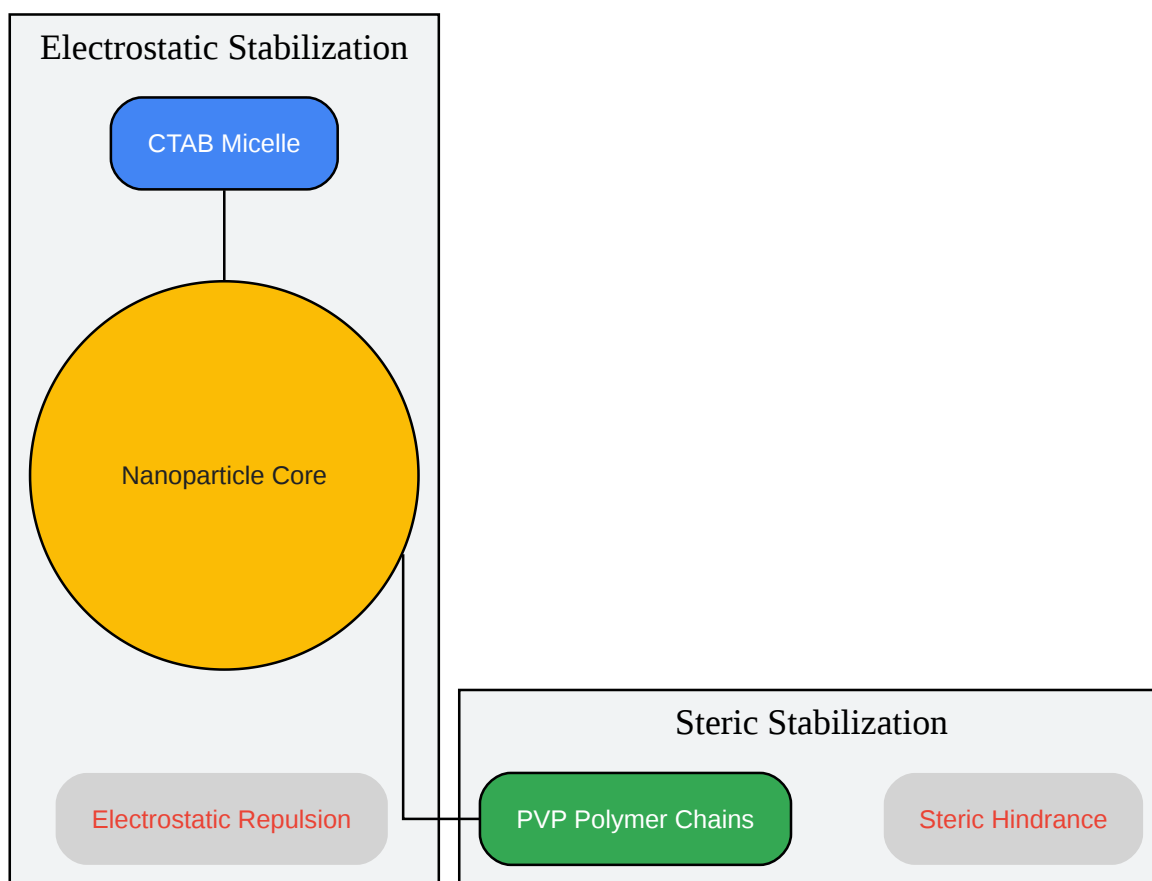 Electrostatic Stabilization
CTAB Micelle
Nanoparticle Core
Electrostatic Repulsion
Steric Stabilization
PVP Polymer Chains
Steric Hindrance